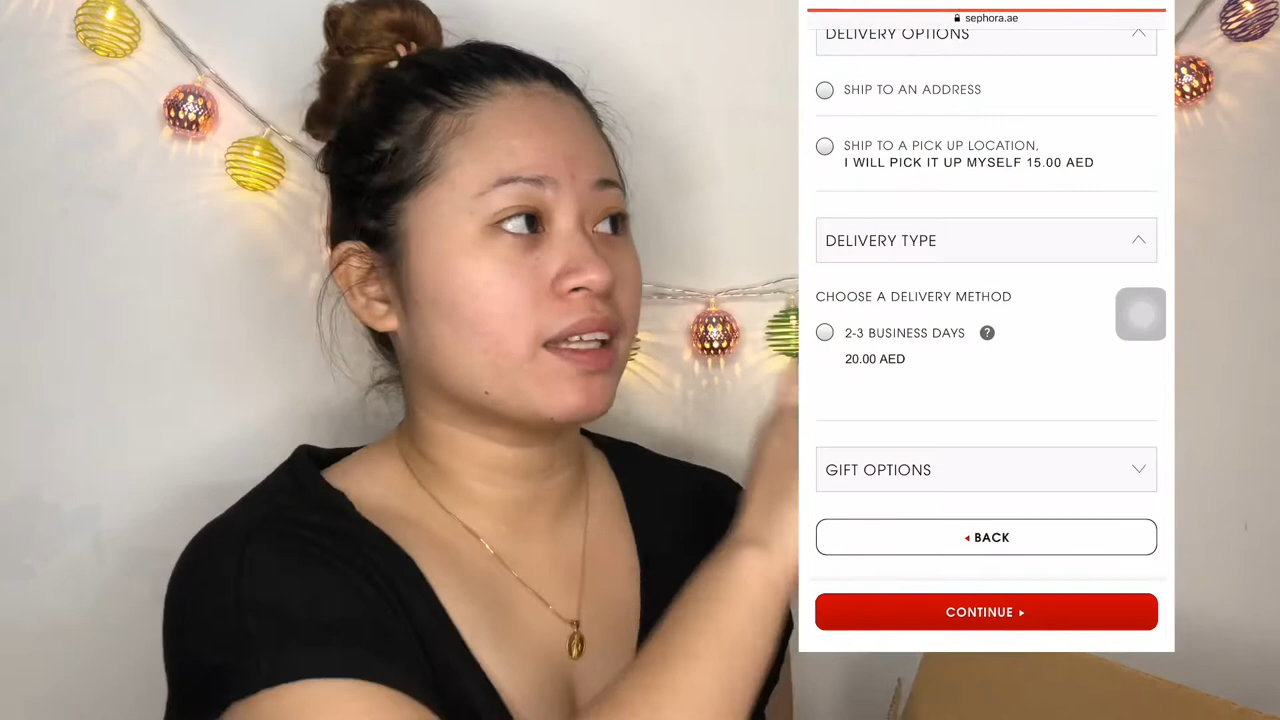 sephora.ae
DELIVERY OPTIONS
SHIP TO AN ADDRESS
SHIP TO A PICK UP LOCATION,
I WILL PICK IT UP MYSELF 15.00 AED
DELIVERY TYPE
CHOOSE A DELIVERY METHOD
2-3 BUSINESS DAYS ?
20.00 AED
GIFT OPTIONS
BACK
CONTINUE